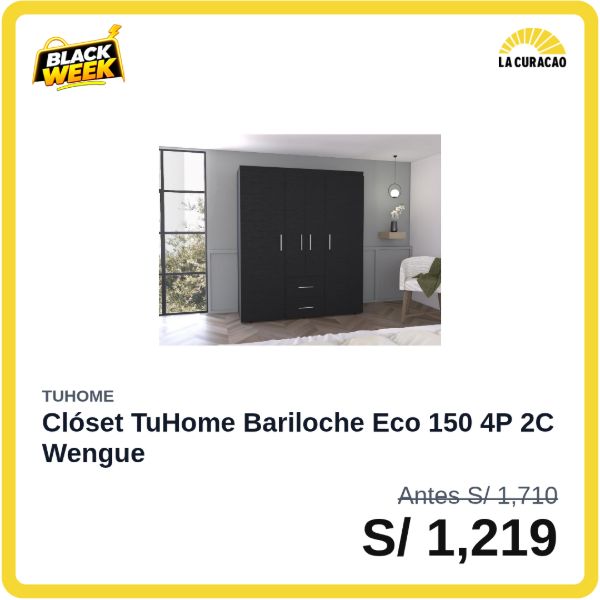 BLACK
WEEK
LA CURACAO
TUHOME
Clóset TuHome Bariloche Eco 150 4P 2C
Wengue
Antes S/ 1,710
S/ 1,219